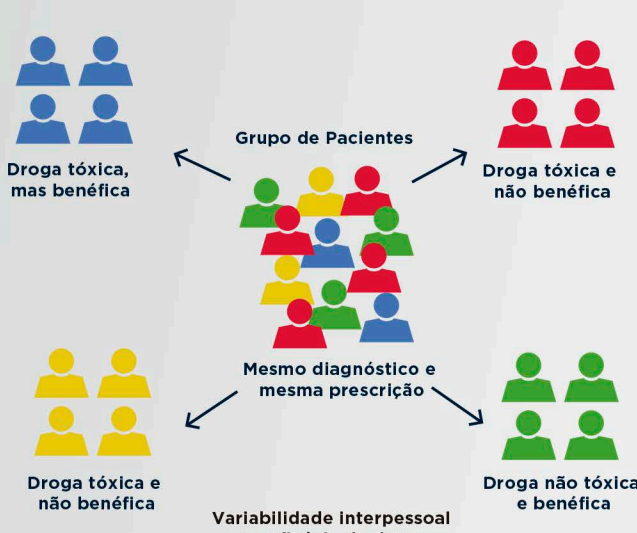 Grupo de Pacientes
Droga tóxica,
mas benéfica
Droga tóxica e
não benéfica
Mesmo diagnóstico e
mesma prescrição
Droga tóxica e
não benéfica
Droga não tóxica
e benéfica
Variabilidade interpessoal